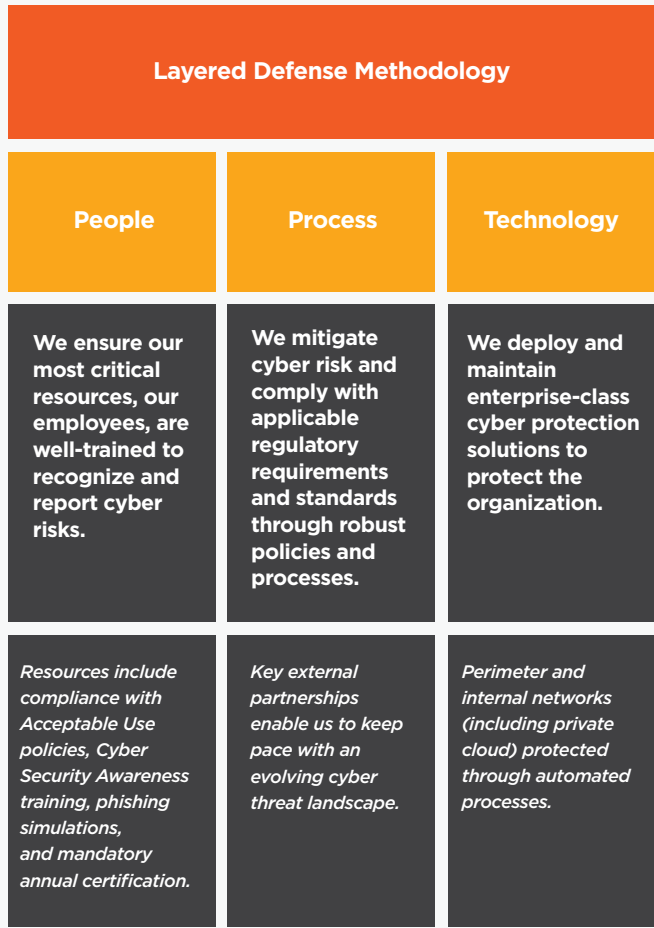 Layered Defense Methodology
People
Process
Technology
We ensure our
most critical
resources, our
employees, are
well-trained to
recognize and
report cyber
risks.
We mitigate
cyber risk and
comply with
applicable
regulatory
requirements
and standards
through robust
policies and
processes.
We deploy and
maintain
enterprise-class
cyber protection
solutions to
protect the
organization.
Resources include
compliance with
Acceptable Use
policies, Cyber
Security Awareness
training, phishing
simulations,
and mandatory
annual certification.
Key external
partnerships
enable us to keep
pace with an
evolving cyber
threat landscape.
Perimeter and
internal networks
(including private
cloud) protected
through automated
processes.